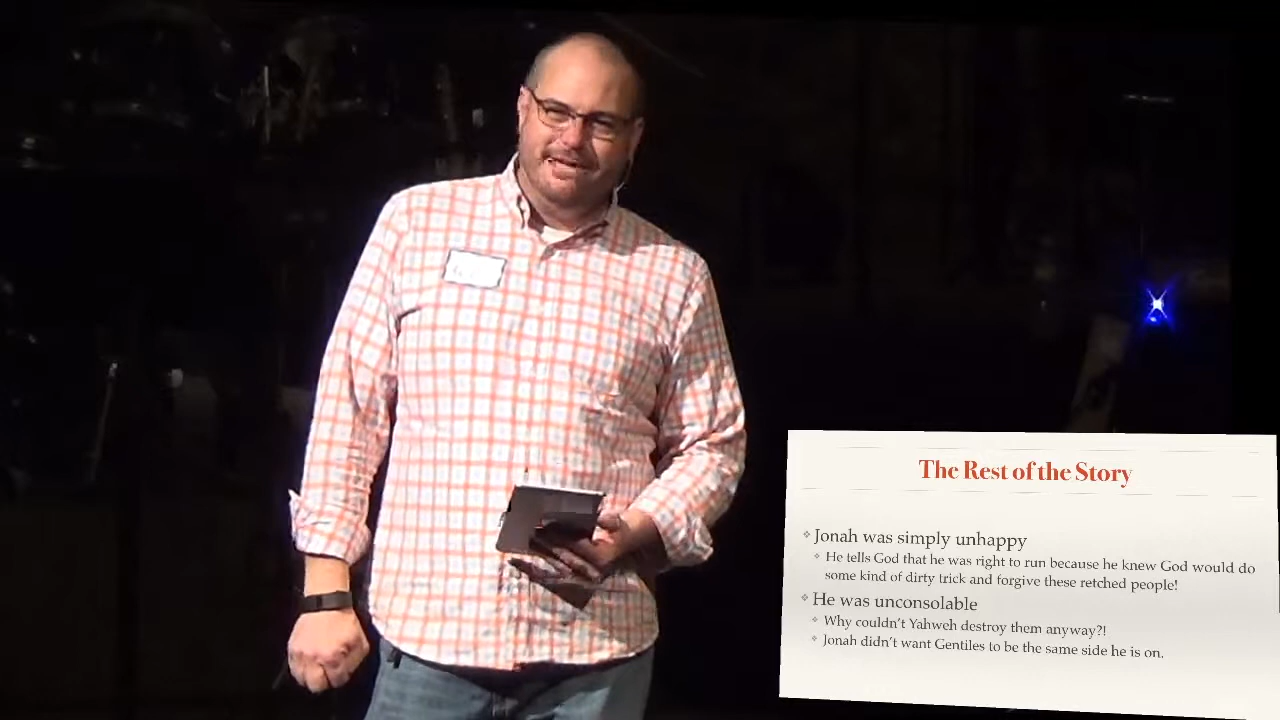 The Rest of the Story
Jonah was simply unhappy
He tells God that he was right to run because he knew God would do
some kind of dirty trick and forgive these retched people!
He was unconsolable
Why couldn't Yahweh destroy them anyway?!
Jonah didn't want Gentiles to be the same side he is on.